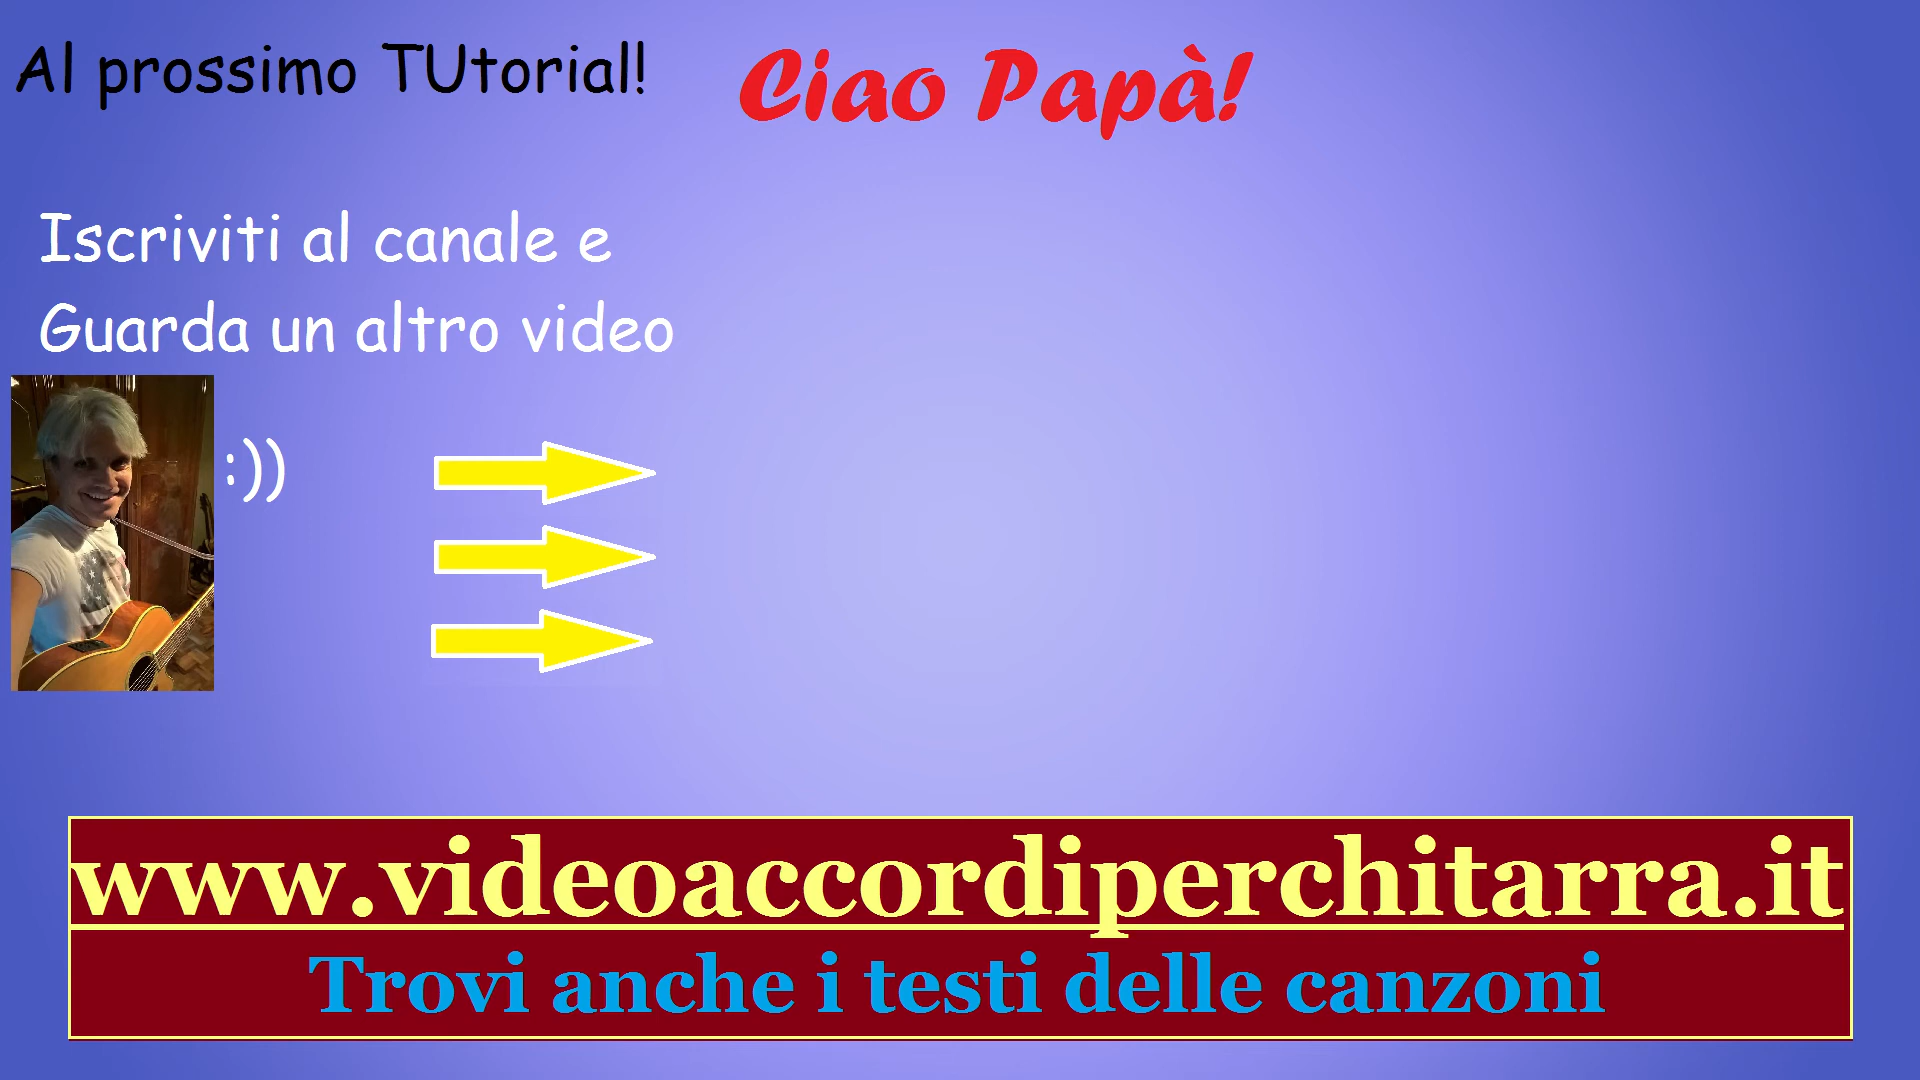 Al prossimo TUtorial!
Ciao Papà!
Iscriviti al canale e
Guarda un altro video
:))
www.videoaccordiperchitarra.it
Trovi anche i testi delle canzoni